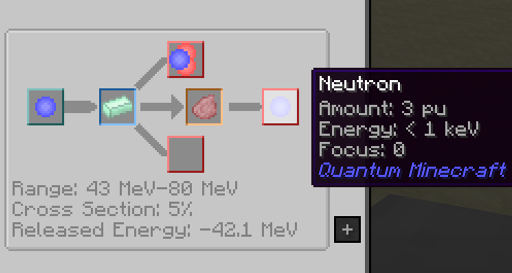 Neutron
Amount: 3 pu
Energy: < 1 keV
Focus: 0
Quantum Minecraft
Range: 43 MeV-80 MeV
Cross Section: 5%
Released Energy: -42.1 MeV
+